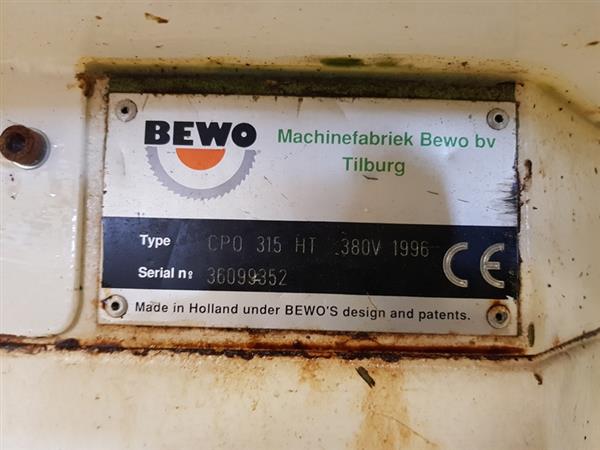 BEWO
Machinefabriek Bewo bv
Tilburg
Type CPO 315 HT 380V 1996
Serial nº 36099352
CE
Made in Holland under BEWO'S design and patents.